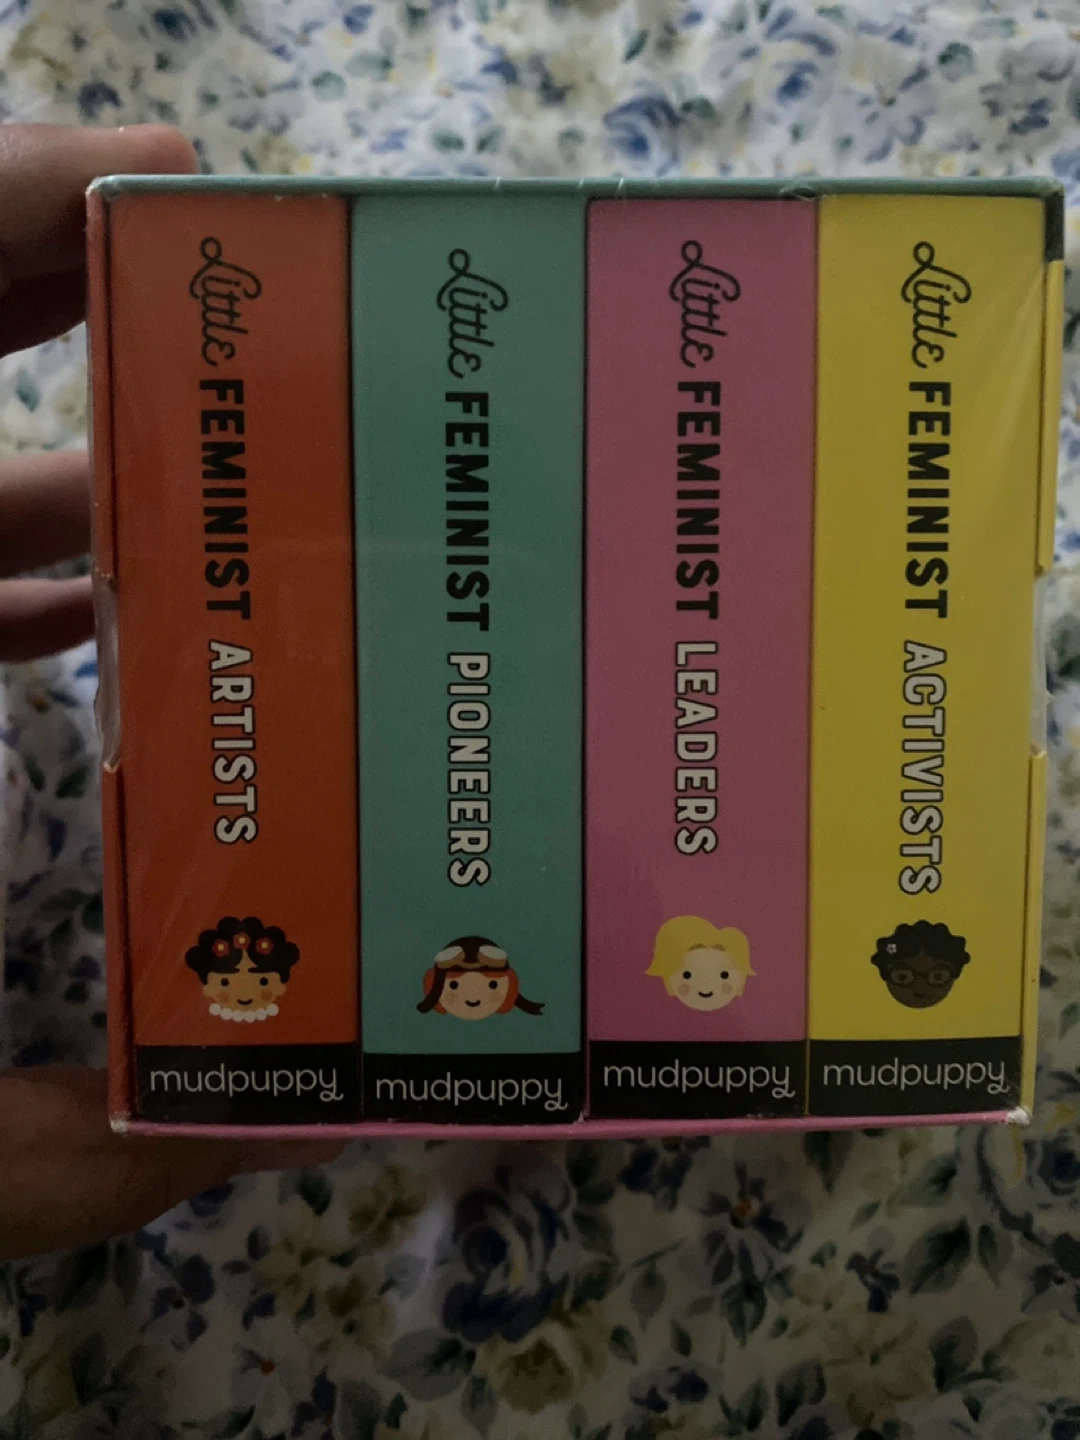 Little FEMINIST ARTISTS
mudpuppy
Little FEMINIST PIONEERS
mudpuppy
Little FEMINIST LEADERS
mudpuppy
Little FEMINIST ACTIVISTS
mudpuppy